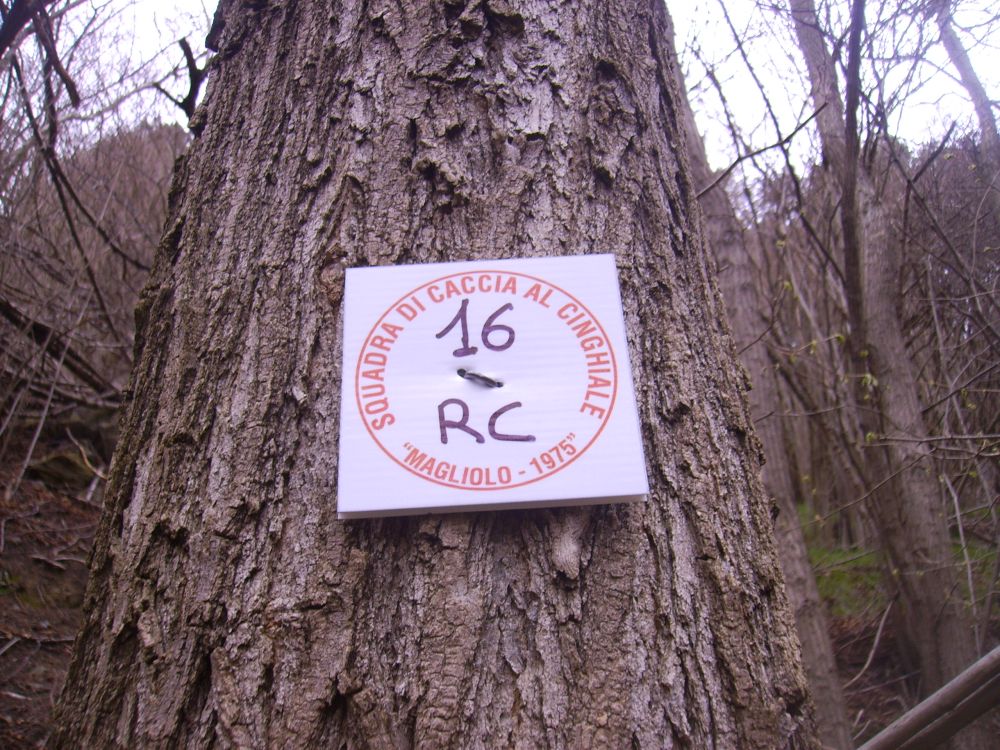 SQUADRA DI CACCIA AL CINGHIALE
16
RC
"MAGLIOLO - 1975"